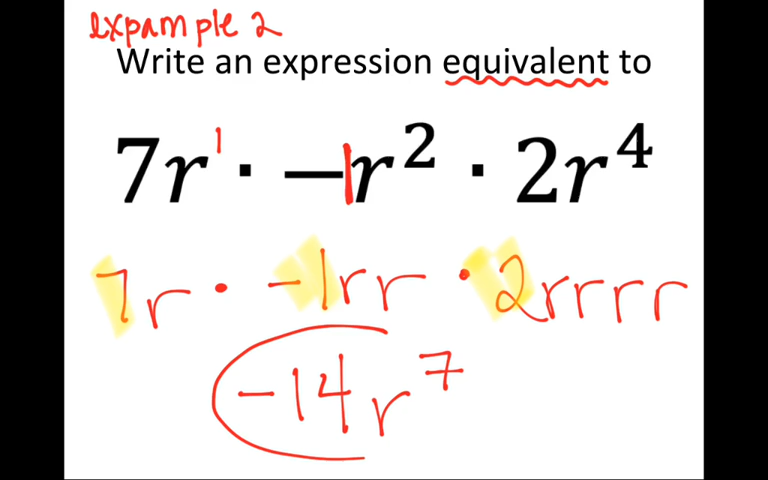 expample 2
Write an expression equivalent to
7r¹ · −1r² · 2r⁴
7r · -1rr · 2rrrr
-14r⁷